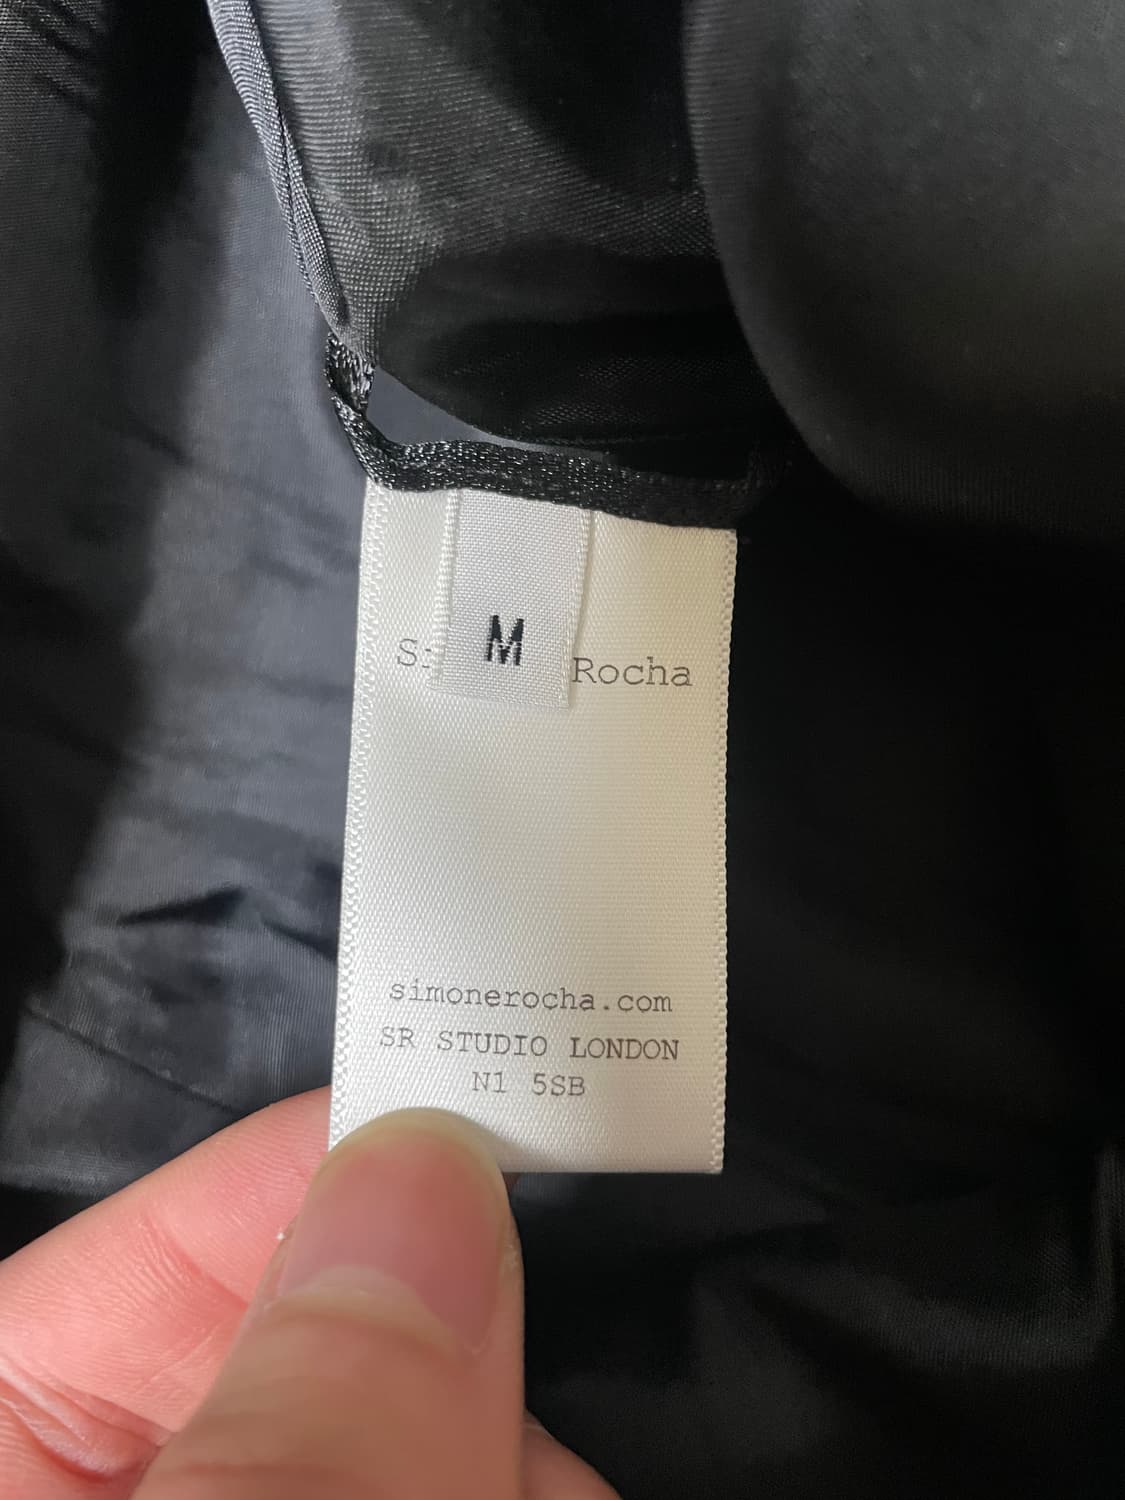 M
Rocha
simonerocha.com
SR STUDIO LONDON
N1 5SB